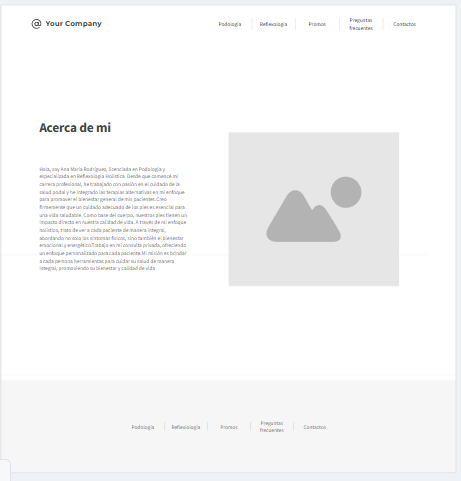 @ Your Company
Podología
Reflexología
Promos
Preguntas
frecuentes
Contactos
Acerca de mi
Hola, soy Ana María Rodríguez, licenciada en Podología y
especializada en Reflexología Holística. Desde que comencé mi
carrera profesional, he trabajado con pasión en el cuidado de la
salud podal y he integrado las terapias alternativas en mi enfoque
para promover el bienestar general de mis pacientes.Creo
firmemente que un cuidado adecuado de los pies es esencial para
una vida saludable. Como base del cuerpo, nuestros pies tienen un
impacto directo en nuestra calidad de vida. A través de mi enfoque
holístico, trato de ver a cada paciente de manera integral,
abordando no solo los síntomas físicos, sino también el bienestar
emocional y energético.Trabajo en mi consulta privada, ofreciendo
un enfoque personalizado para cada paciente.Mi misión es brindar
a cada persona herramientas para cuidar su salud de manera
integral, promoviendo su bienestar y calidad de vida
Podología
Reflexología
Promos
Preguntas
frecuentes
Contactos